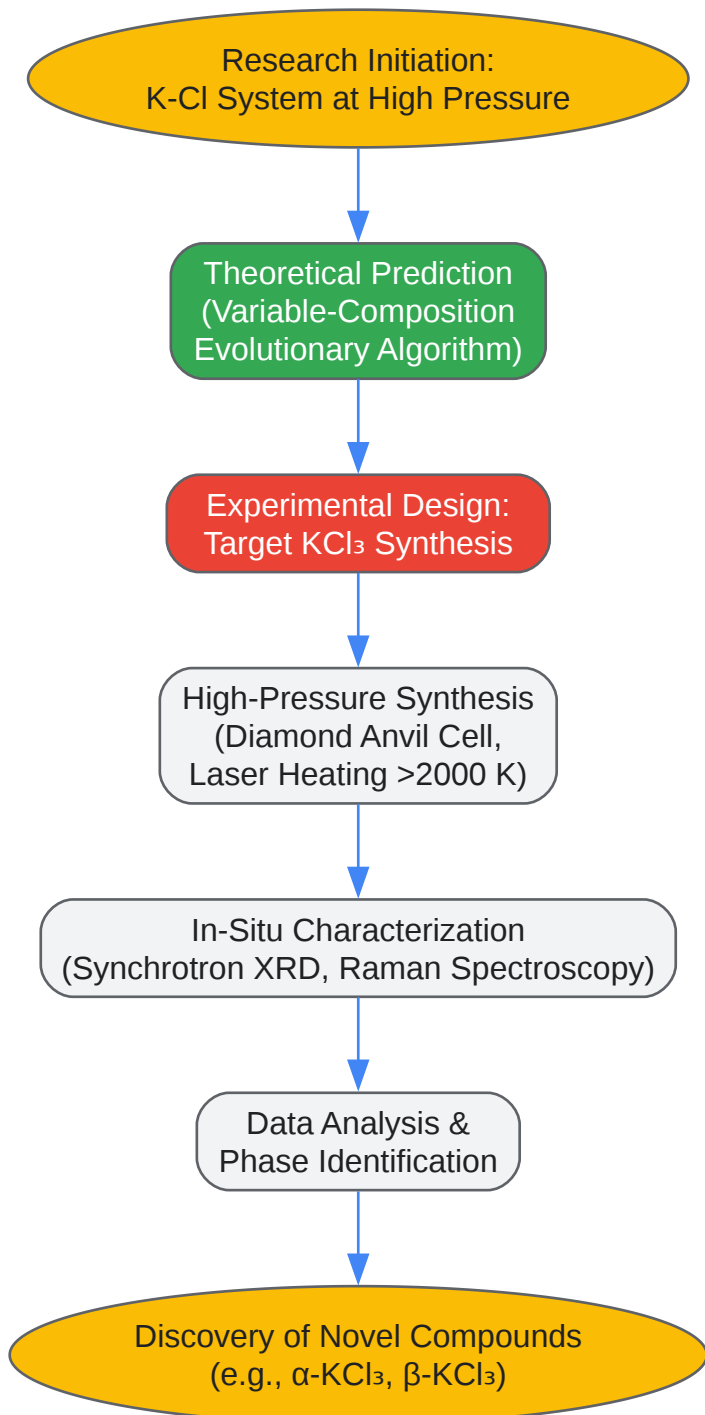 Research Initiation:
K-Cl System at High Pressure
Theoretical Prediction
(Variable-Composition
Evolutionary Algorithm)
Experimental Design:
Target KCl₃ Synthesis
High-Pressure Synthesis
(Diamond Anvil Cell,
Laser Heating >2000 K)
In-Situ Characterization
(Synchrotron XRD, Raman Spectroscopy)
Data Analysis &
Phase Identification
Discovery of Novel Compounds
(e.g., α-KCl₃, β-KCl₃)